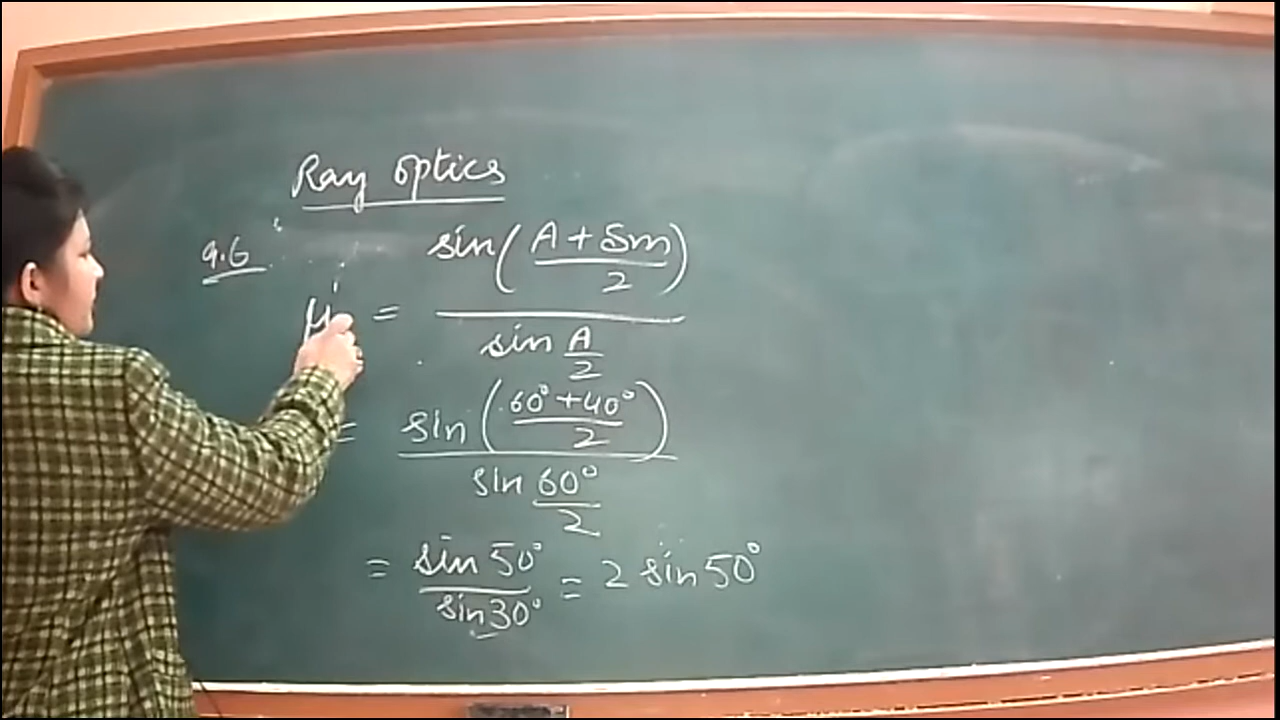 Ray optics
9.6
μ = sin(A + δm / 2) / sin A/2
= sin(60° + 40° / 2) / sin 60°/2
= sin 50° / sin 30° = 2 sin 50°